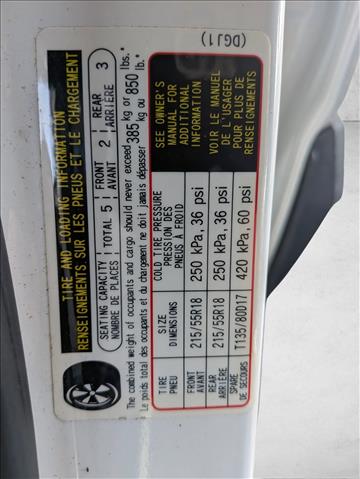 (DGJ1)
TIRE AND LOADING INFORMATION
RENSEIGNEMENTS SUR LES PNEUS ET LE CHARGEMENT
SEATING CAPACITY
NOMBRE DE PLACES
TOTAL 5
FRONT
AVANT
2
REAR
ARRIÈRE
3
The combined weight of occupants and cargo should never exceed 385 kg or 850 lbs.
Le poids total des occupants et du chargement ne doit jamais dépasser kg ou lb.
TIRE
PNEU
SIZE
DIMENSIONS
COLD TIRE PRESSURE
PRESSION DES
PNEUS À FROID
FRONT
AVANT
215/55R18
250 kPa, 36 psi
REAR
ARRIÈRE
215/55R18
250 kPa, 36 psi
SPARE
DE SECOURS
T135/80D17
420 kPa, 60 psi
SEE OWNER'S
MANUAL FOR
ADDITIONAL
INFORMATION
VOIR LE MANUEL
DE L'USAGER
POUR PLUS DE
RENSEIGNEMENTS